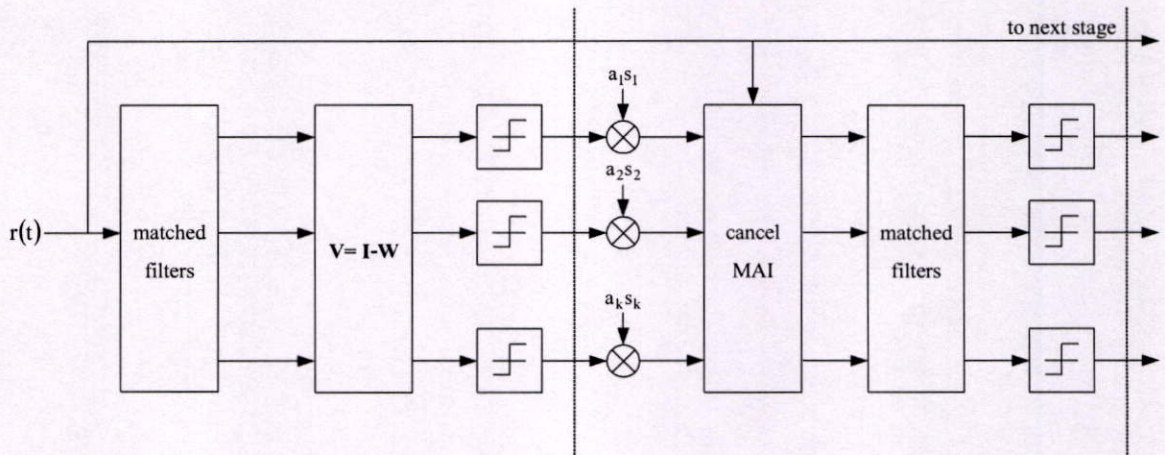 to next stage
a₁s₁
a₂s₂
aₖsₖ
r(t)
matched
filters
V= I-W
cancel
MAI
matched
filters